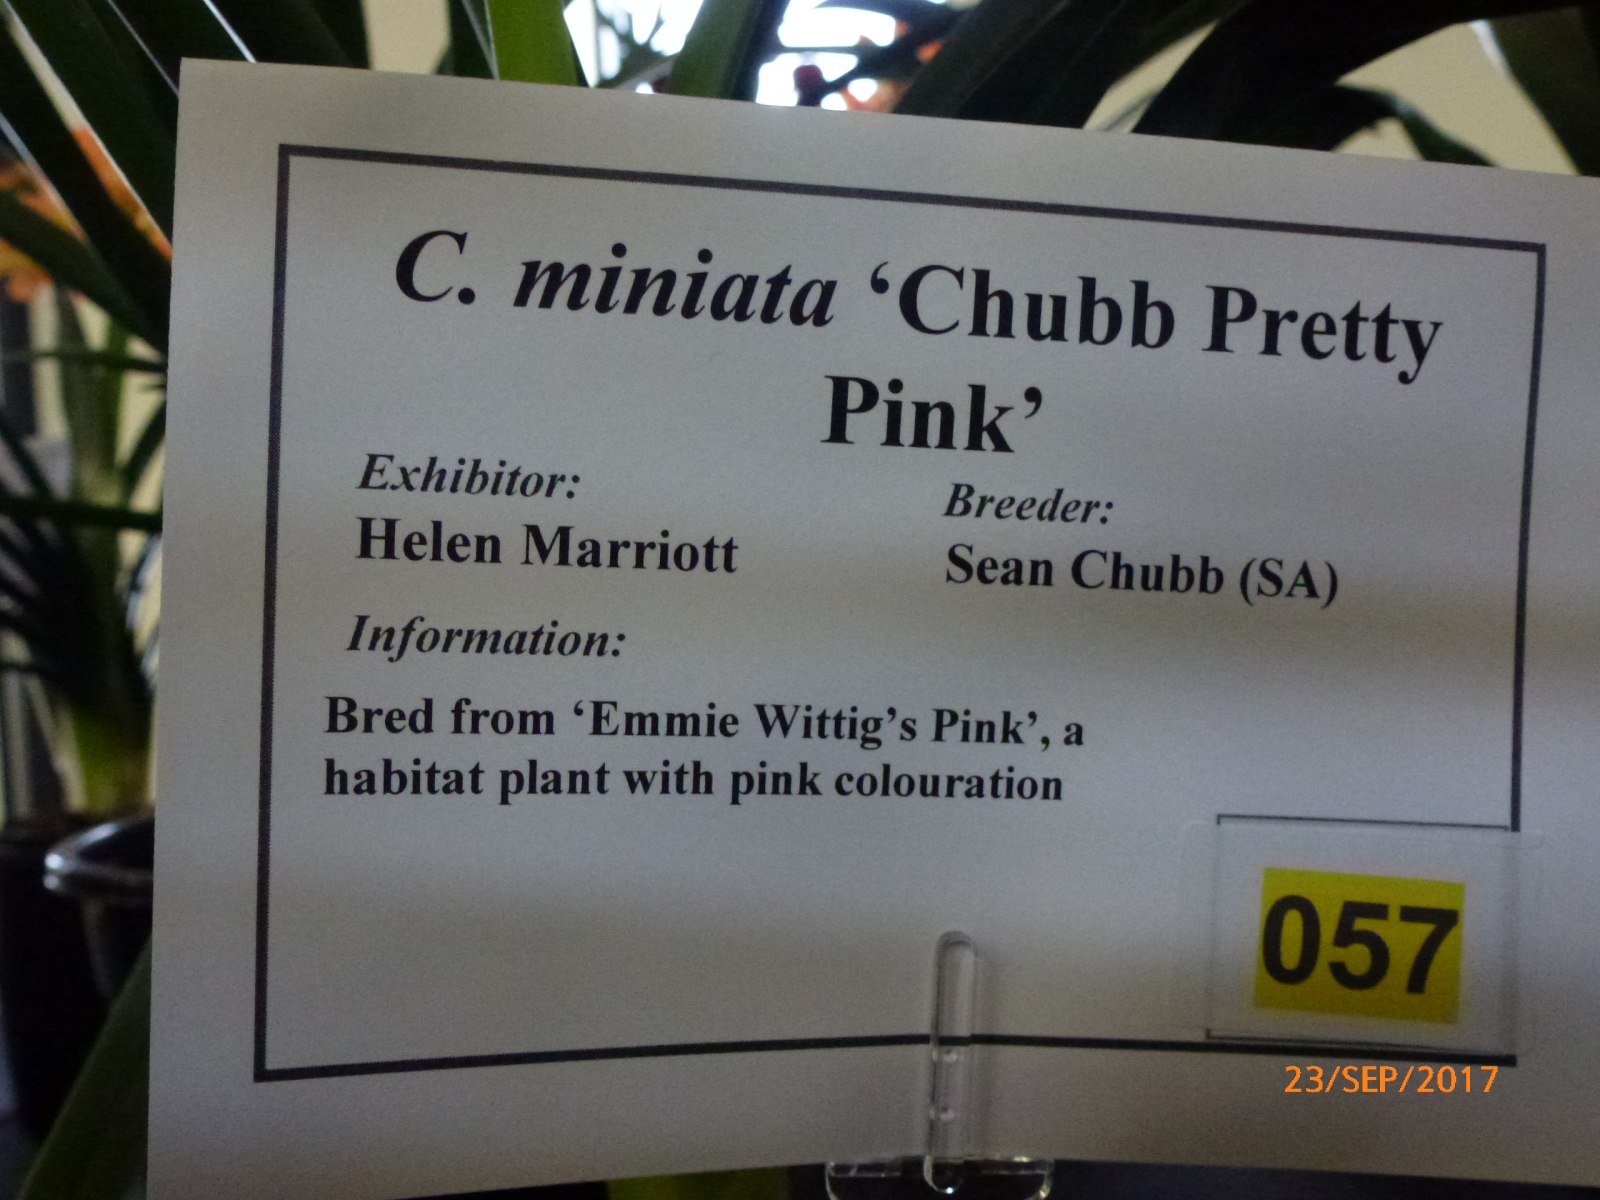 C. miniata ‘Chubb Pretty
Pink’
Exhibitor:
Helen Marriott
Breeder:
Sean Chubb (SA)
Information:
Bred from ‘Emmie Wittig’s Pink’, a
habitat plant with pink colouration
057
23/SEP/2017